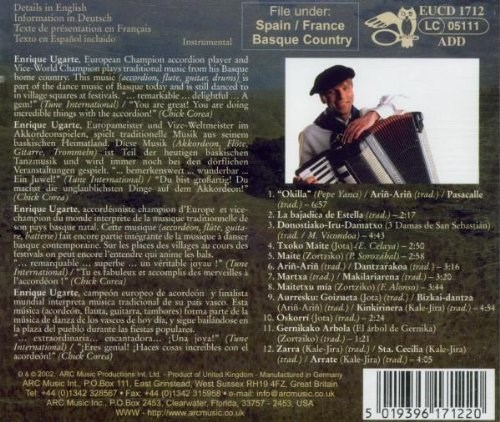 Details in English
Information in Deutsch
Texte de présentation en Français
Texto en Español incluido
Instrumental
File under:
Spain / France
Basque Country
EUCD 1712
LC 05111
ADD
Enrique Ugarte, European Champion accordion player and
Vice-World Champion plays traditional music from his Basque
home country. This music (accordion, flute, guitar, drums) is
part of the dance music of Basque today and is still danced to
in village squares at festivals. "... remarkable ... delightful ... A
gem!" (Tune International) / "You are great! You are doing
incredible things with the accordion!" (Chick Corea)
Enrique Ugarte, Europameister und Vize-Weltmeister im
Akkordeonspielen, spielt traditionelle Musik aus seinem
baskischen Heimatland. Diese Musik (Akkordeon, Flöte,
Gitarre, Trommeln) ist Teil der heutigen baskischen
Tanzmusik und wird immer noch bei den dörflichen
Veranstaltungen gespielt. "... bemerkenswert ... wunderbar ...
Ein Juwel!" (Tune International) / "Du bist großartig! Du
machst die unglaublichsten Dinge auf dem Akkordeon!"
(Chick Corea)
Enrique Ugarte, accordéoniste champion d'Europe et vice-
champion du monde interprète de la musique traditionnelle de
son pays basque natal. Cette musique (accordéon, flûte, guita-
re, batterie) fait encore partie intégrante de la musique à danser
basque contemporaine. Sur les places des villages au cours des
festivals on peut encore l'entendre qui anime les bals.
"... remarquable ... superbe ... un véritable joyau !" (Tune
International) / "Tu es fabuleux et accomplis des merveilles à
l'accordéon!" (Chick Corea)
Enrique Ugarte, campeón europeo de acordeón y finalista
mundial interpreta música tradicional de su país vasco. Esta
música (acordeón, flauta, guitarra, tambores) forma parte de la
música de danza de los vascos de hoy día, y sigue bailándose en
la plaza del pueblo durante las fiestas populares.
"... extraordinaria... encantadora... ¡Una joya!" (Tune
International) / "¡Eres genial! ¡Haces cosas increíbles con el
acordeón!" (Chick Corea)
1. "Okilla" (Pepe Yanci) / Ariñ-Ariñ (trad.) / Pasacalle
(trad.) – 6:57
2. La bajadica de Estella (trad.) – 2:17
3. Donostiako-Iru-Damatxo (3 Damas de San Sebastián)
(trad. / M. Vicondoa) – 4:43
4. Txoko Maite (Jota) (E. Celaya) – 2:50
5. Maite (Zortziko) (P. Sorozabal) – 2:56
6. Ariñ-Ariñ (trad.) / Dantzarakoa (trad.) – 3:16
7. Martxa (trad.) / Makilariarena (trad.) – 3:20
8. Maitetxu mia (Zortziko) (F. Alonso) – 3:44
9. Aurresku: Goizueta (Jota) (trad.) / Bizkai-dantza
(Ariñ-Ariñ) (trad.) / Kinkirinera (Kale-Jira) (trad.) – 4:54
10. Oskorri (Jota) (trad.) – 2:24
11. Gernikako Arbola (El árbol de Gernika)
(Zortziko) (trad.) – 1:21
12. Zarra (Kale-Jira) (trad.) / Sta. Cecilia (Kale-Jira)
(trad.) / Arrate (Kale-Jira) (trad.) – 4:05
℗ & © 2002 ARC Music Productions Int. Ltd. - Product of United Kingdom - Manufactured in Germany
ARC Music Int., P.O.Box 111, East Grinstead, West Sussex RH19 4FZ, Great Britain
Tel: +44 (0)1342 328567 • Fax: +44 (0)1342 315958 • e-mail: info@arcmusic.co.uk
ARC Music Inc., P.O.Box 2453, Clearwater, Florida, 33757 - 2453, USA
WWW - http://www.arcmusic.co.uk
5 019396 171220